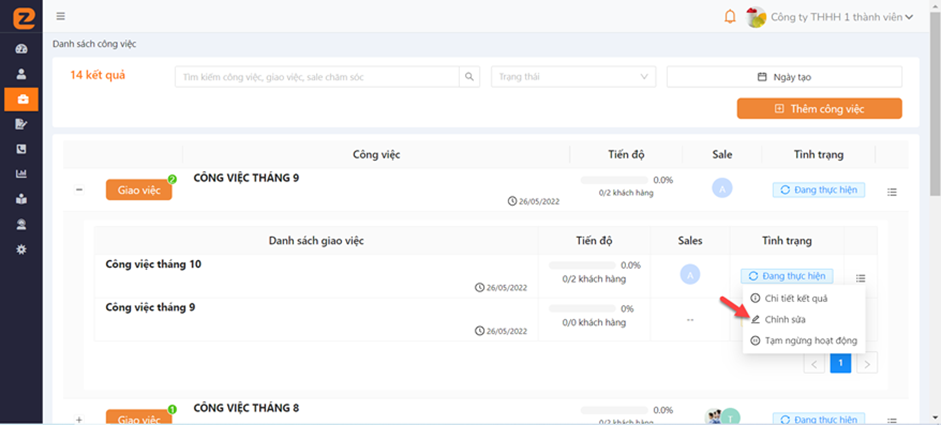 Công ty THHH 1 thành viên
Danh sách công việc
14 kết quả
Tìm kiếm công việc, giao việc, sale chăm sóc
Trạng thái
Ngày tạo
Thêm công việc
Công việc Tiến độ Sale Tình trạng
Giao việc 2 CÔNG VIỆC THÁNG 9 0.0% A Đang thực hiện
26/05/2022 0/2 khách hàng
Danh sách giao việc Tiến độ Sales Tình trạng
Công việc tháng 10 0.0% A Đang thực hiện
26/05/2022 0/2 khách hàng
Chi tiết kết quả
Công việc tháng 9 0% --
Chỉnh sửa
26/05/2022 0/0 khách hàng
Tạm ngừng hoạt động
< 1 >
Giao việc 1 CÔNG VIỆC THÁNG 8 0.0% T Đang thực hiện